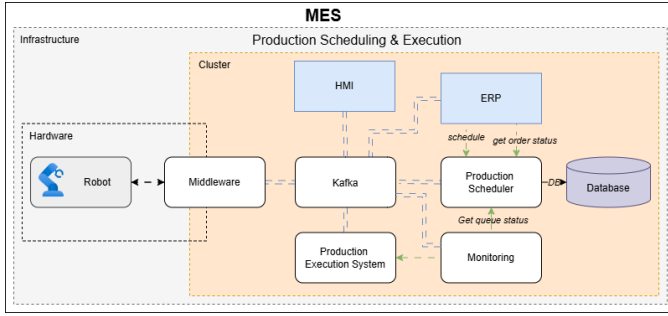 MES
Infrastructure
Production Scheduling & Execution
Cluster
HMI
ERP
schedule
get order status
Hardware
Robot
Middleware
Kafka
Production
Scheduler
DB
Database
Get queue status
Production
Execution System
Monitoring